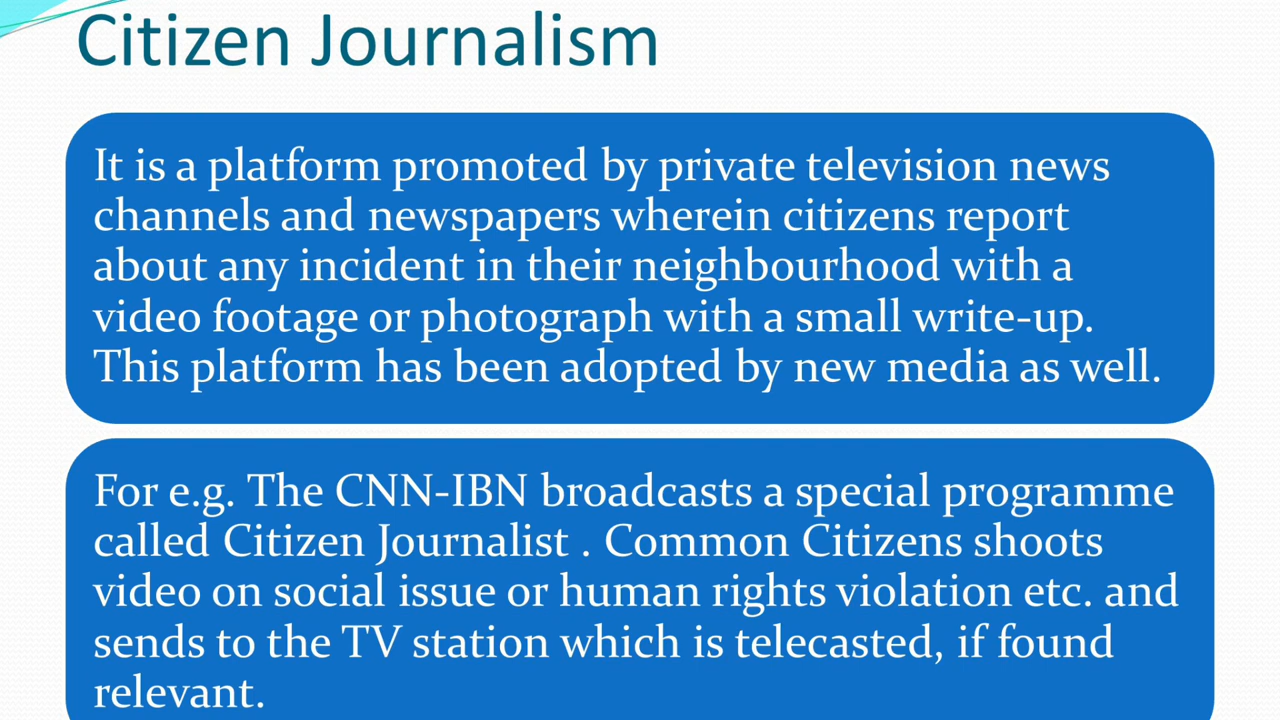 Citizen Journalism
It is a platform promoted by private television news
channels and newspapers wherein citizens report
about any incident in their neighbourhood with a
video footage or photograph with a small write-up.
This platform has been adopted by new media as well.
For e.g. The CNN-IBN broadcasts a special programme
called Citizen Journalist . Common Citizens shoots
video on social issue or human rights violation etc. and
sends to the TV station which is telecasted, if found
relevant.